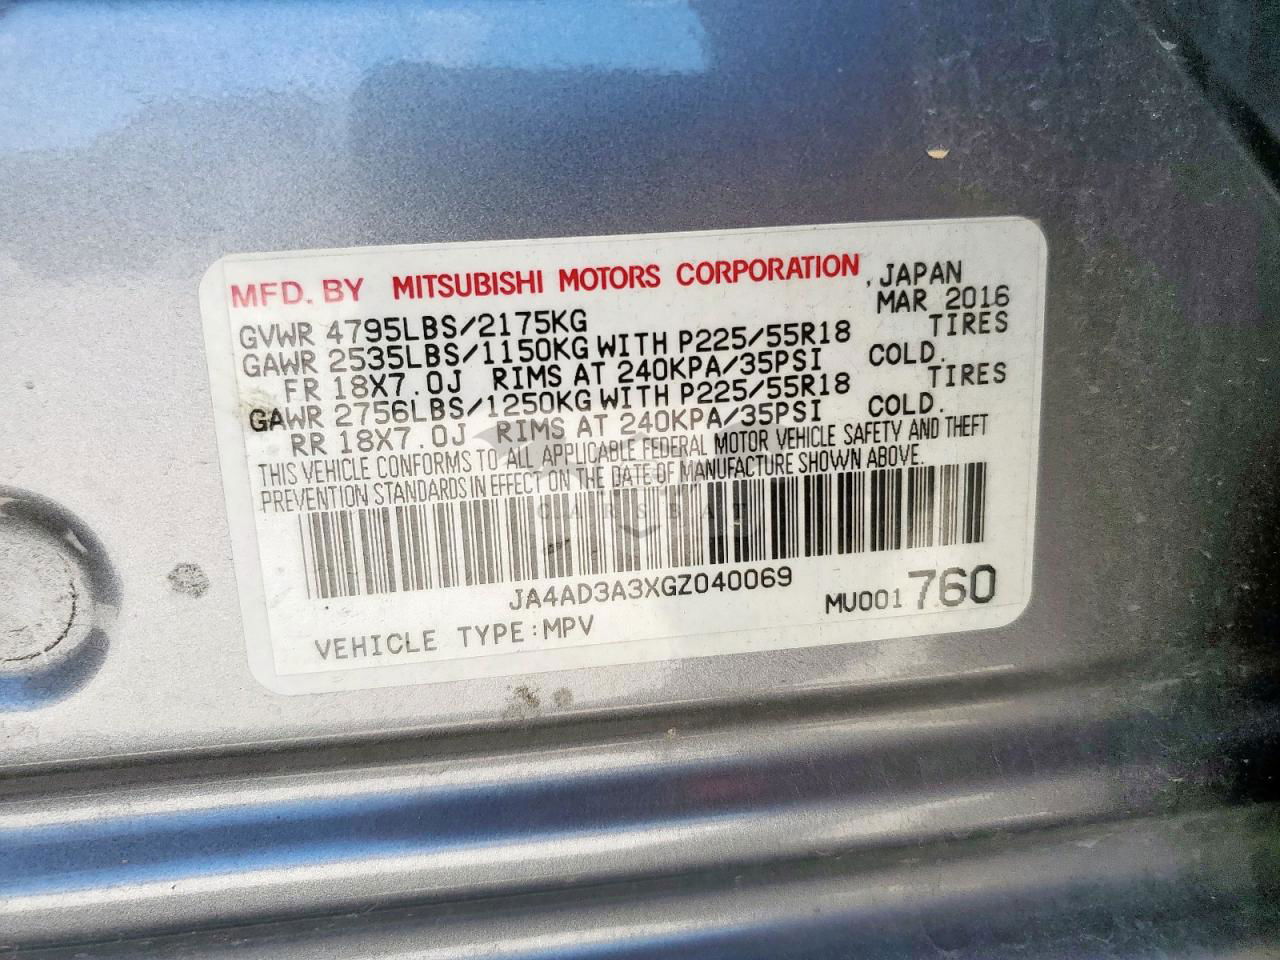 MFD. BY MITSUBISHI MOTORS CORPORATION , JAPAN
GVWR 4795LBS/2175KG MAR 2016
GAWR 2535LBS/1150KG WITH P225/55R18 TIRES
FR 18X7.0J RIMS AT 240KPA/35PSI COLD.
GAWR 2756LBS/1250KG WITH P225/55R18 TIRES
RR 18X7.0J RIMS AT 240KPA/35PSI COLD.
THIS VEHICLE CONFORMS TO ALL APPLICABLE FEDERAL MOTOR VEHICLE SAFETY AND THEFT
PREVENTION STANDARDS IN EFFECT ON THE DATE OF MANUFACTURE SHOWN ABOVE.
CARSBAT
JA4AD3A3XGZ040069
MU001760
VEHICLE TYPE:MPV